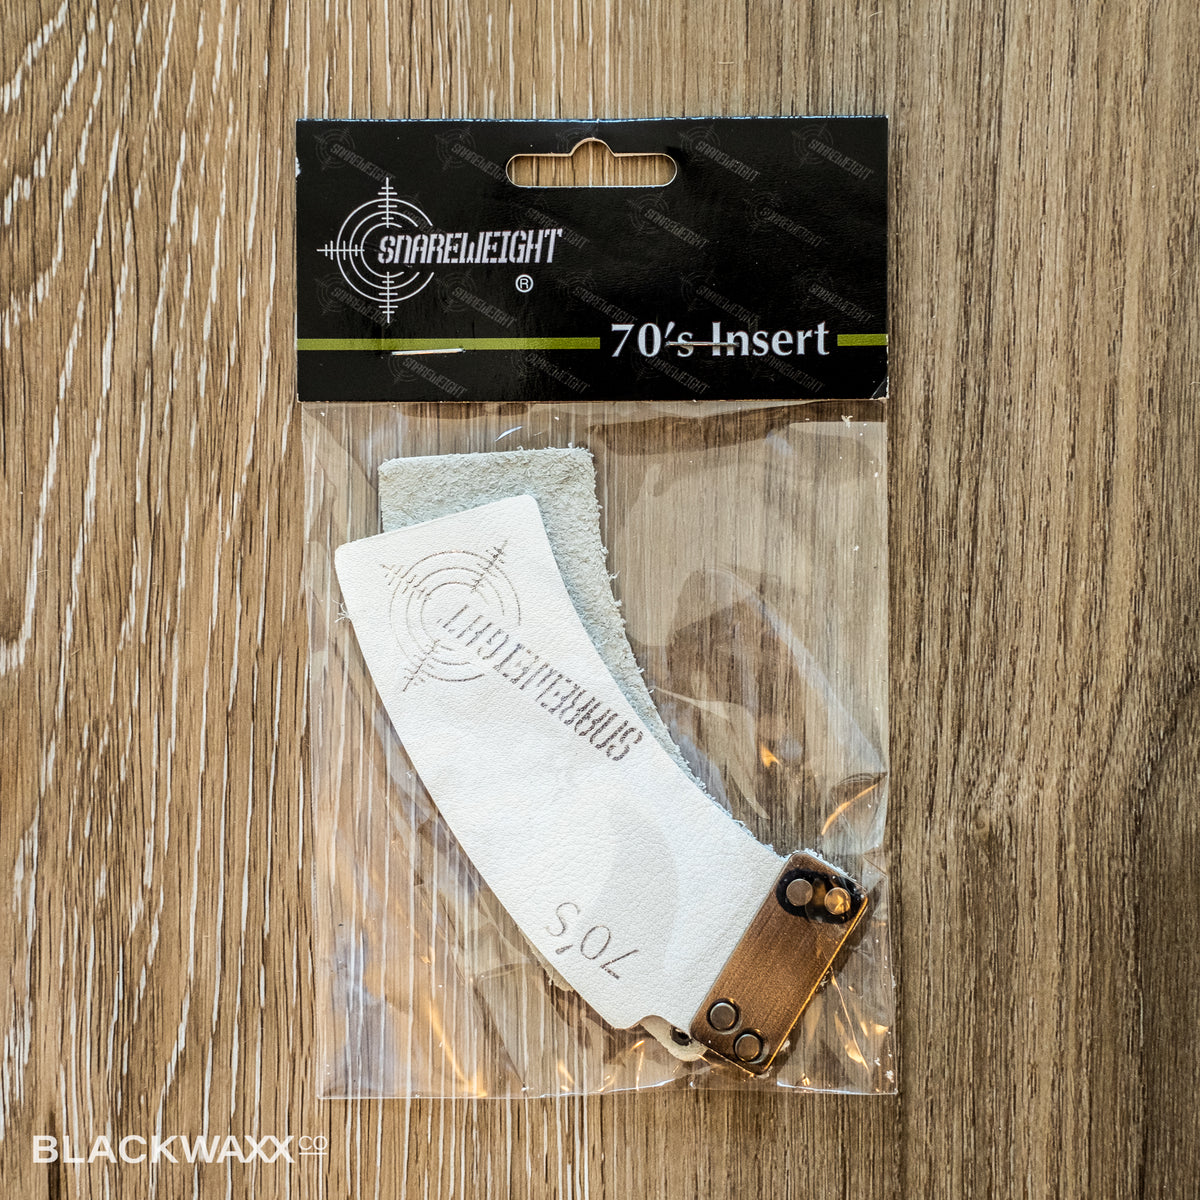 SNAREWEIGHT
®
70's Insert
SNAREWEIGHT
70'S
BLACKWAXX CO